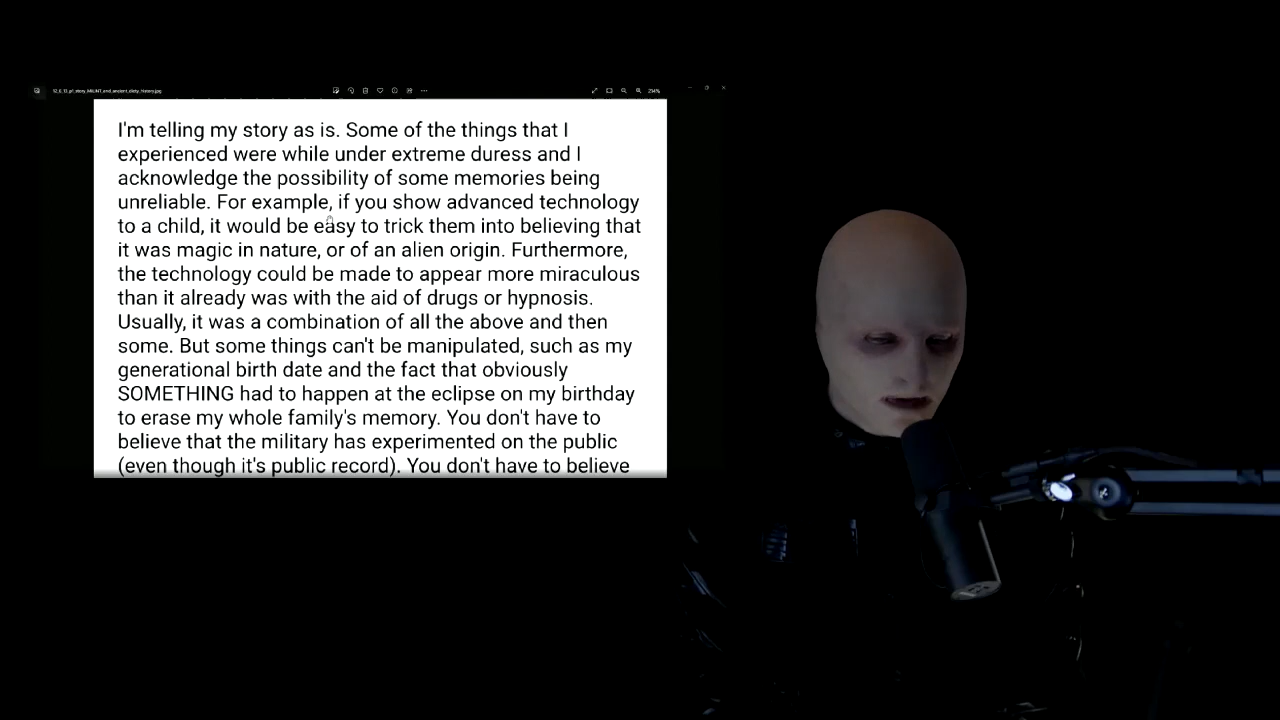 I'm telling my story as is. Some of the things that I
experienced were while under extreme duress and I
acknowledge the possibility of some memories being
unreliable. For example, if you show advanced technology
to a child, it would be easy to trick them into believing that
it was magic in nature, or of an alien origin. Furthermore,
the technology could be made to appear more miraculous
than it already was with the aid of drugs or hypnosis.
Usually, it was a combination of all the above and then
some. But some things can't be manipulated, such as my
generational birth date and the fact that obviously
SOMETHING had to happen at the eclipse on my birthday
to erase my whole family's memory. You don't have to
believe that the military has experimented on the public
(even though it's public record). You don't have to believe